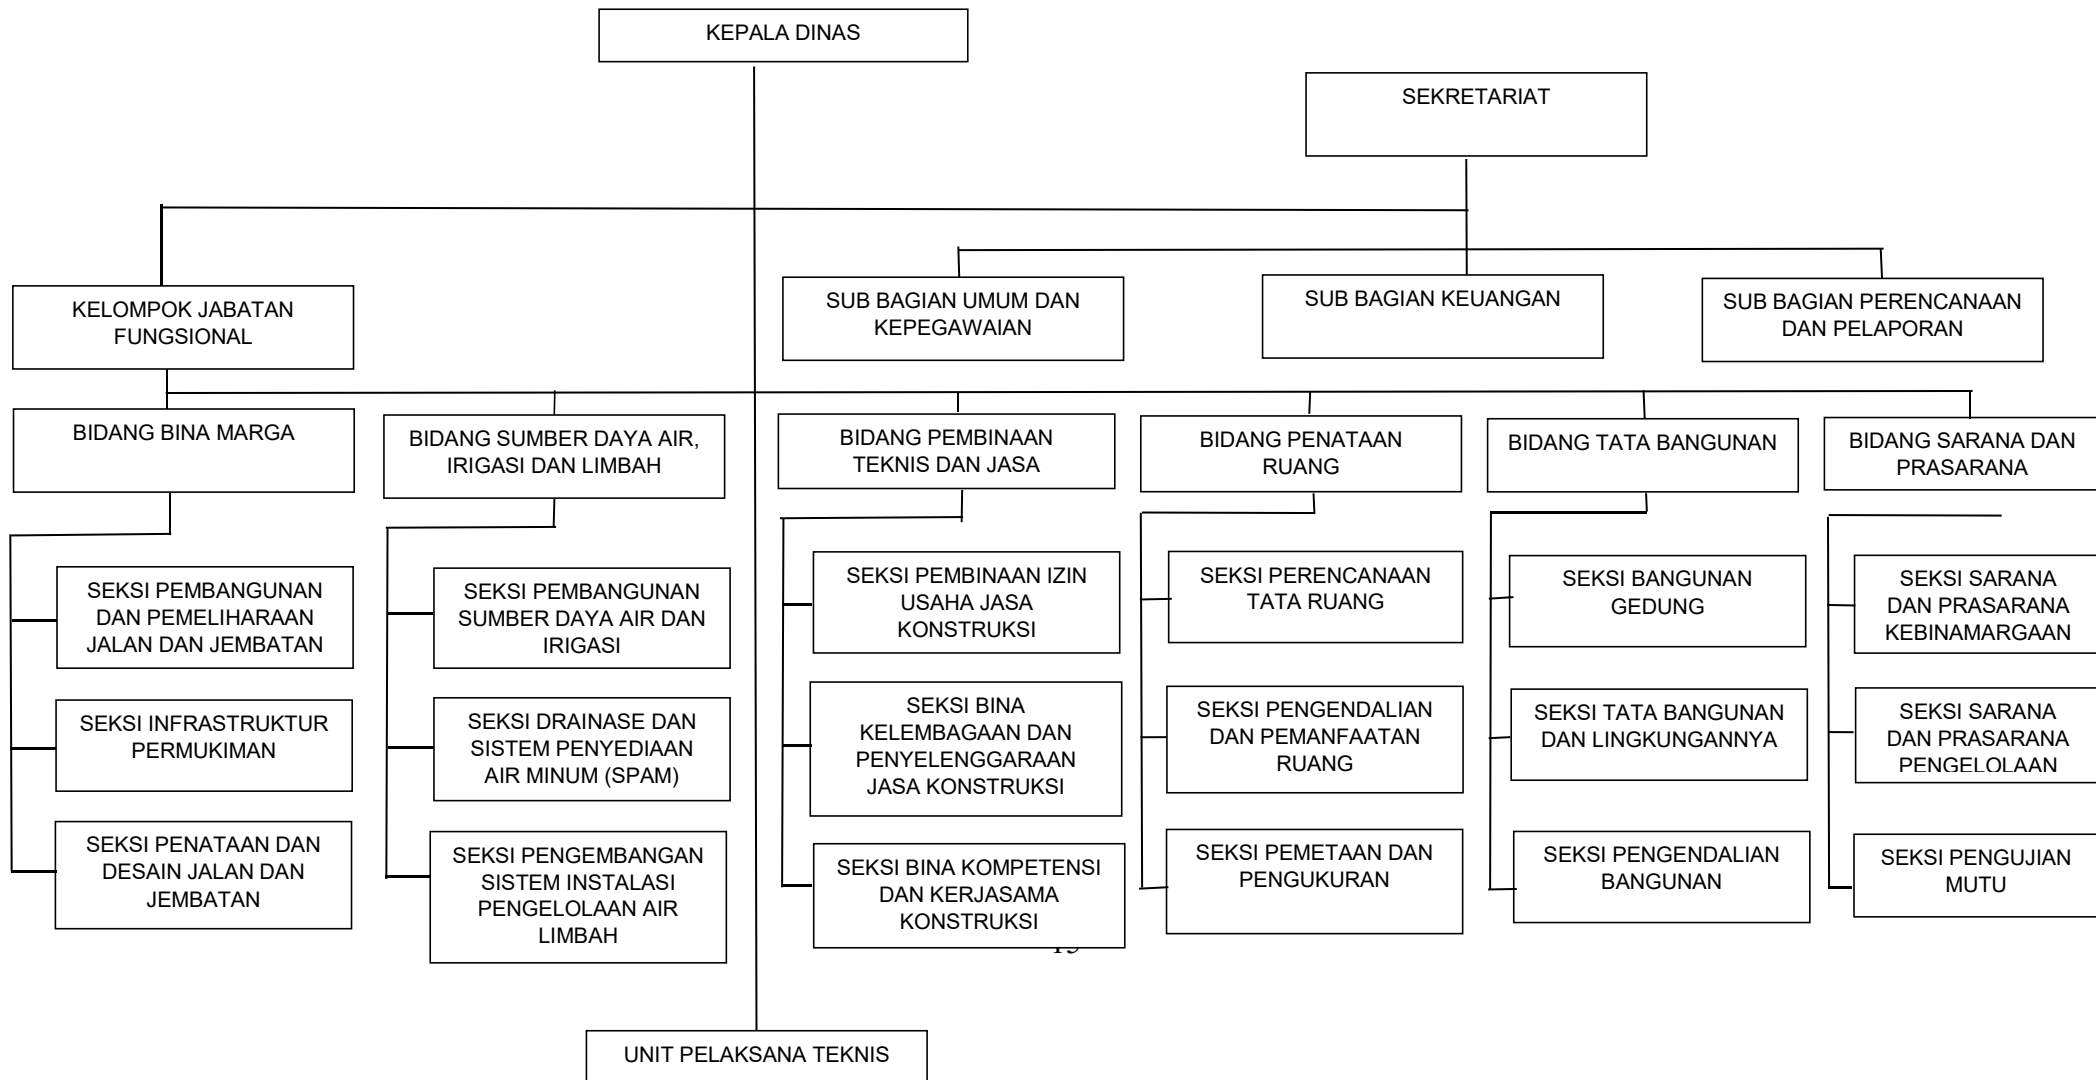 KEPALA DINAS
SEKRETARIAT
KELOMPOK JABATAN
FUNGSIONAL
SUB BAGIAN UMUM DAN
KEPEGAWAIAN
SUB BAGIAN KEUANGAN
SUB BAGIAN PERENCANAAN
DAN PELAPORAN
BIDANG BINA MARGA
BIDANG SUMBER DAYA AIR,
IRIGASI DAN LIMBAH
BIDANG PEMBINAAN
TEKNIS DAN JASA
BIDANG PENATAAN
RUANG
BIDANG TATA BANGUNAN
BIDANG SARANA DAN
PRASARANA
SEKSI PEMBANGUNAN
DAN PEMELIHARAAN
JALAN DAN JEMBATAN
SEKSI INFRASTRUKTUR
PERMUKIMAN
SEKSI PENATAAN DAN
DESAIN JALAN DAN
JEMBATAN
SEKSI PEMBANGUNAN
SUMBER DAYA AIR DAN
IRIGASI
SEKSI DRAINASE DAN
SISTEM PENYEDIAAN
AIR MINUM (SPAM)
SEKSI PENGEMBANGAN
SISTEM INSTALASI
PENGELOLAAN AIR
LIMBAH
SEKSI PEMBINAAN IZIN
USAHA JASA
KONSTRUKSI
SEKSI BINA
KELEMBAGAAN DAN
PENYELENGGARAAN
JASA KONSTRUKSI
SEKSI BINA KOMPETENSI
DAN KERJASAMA
KONSTRUKSI
SEKSI PERENCANAAN
TATA RUANG
SEKSI PENGENDALIAN
DAN PEMANFAATAN
RUANG
SEKSI PEMETAAN DAN
PENGUKURAN
SEKSI BANGUNAN
GEDUNG
SEKSI TATA BANGUNAN
DAN LINGKUNGANNYA
SEKSI PENGENDALIAN
BANGUNAN
SEKSI SARANA
DAN PRASARANA
KEBINAMARGAAN
SEKSI SARANA
DAN PRASARANA
PENGELOLAAN
SEKSI PENGUJIAN
MUTU
UNIT PELAKSANA TEKNIS